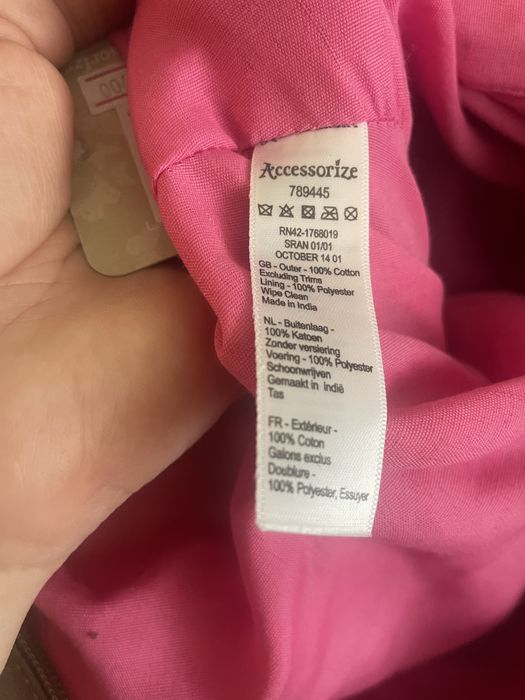 Accessorize
789445
RN42-1768019
SRAN 01/01
OCTOBER 14 01
GB - Outer - 100% Cotton
Excluding Trims
Lining - 100% Polyester
Wipe Clean
Made in India
NL - Buitenlaag -
100% Katoen
Zonder versiering
Voering - 100% Polyester
Schoonwrijven
Gemaakt in indië
Tas
FR - Extérieur -
100% Coton
Galons exclus
Doublure -
100% Polyester, Essuyer